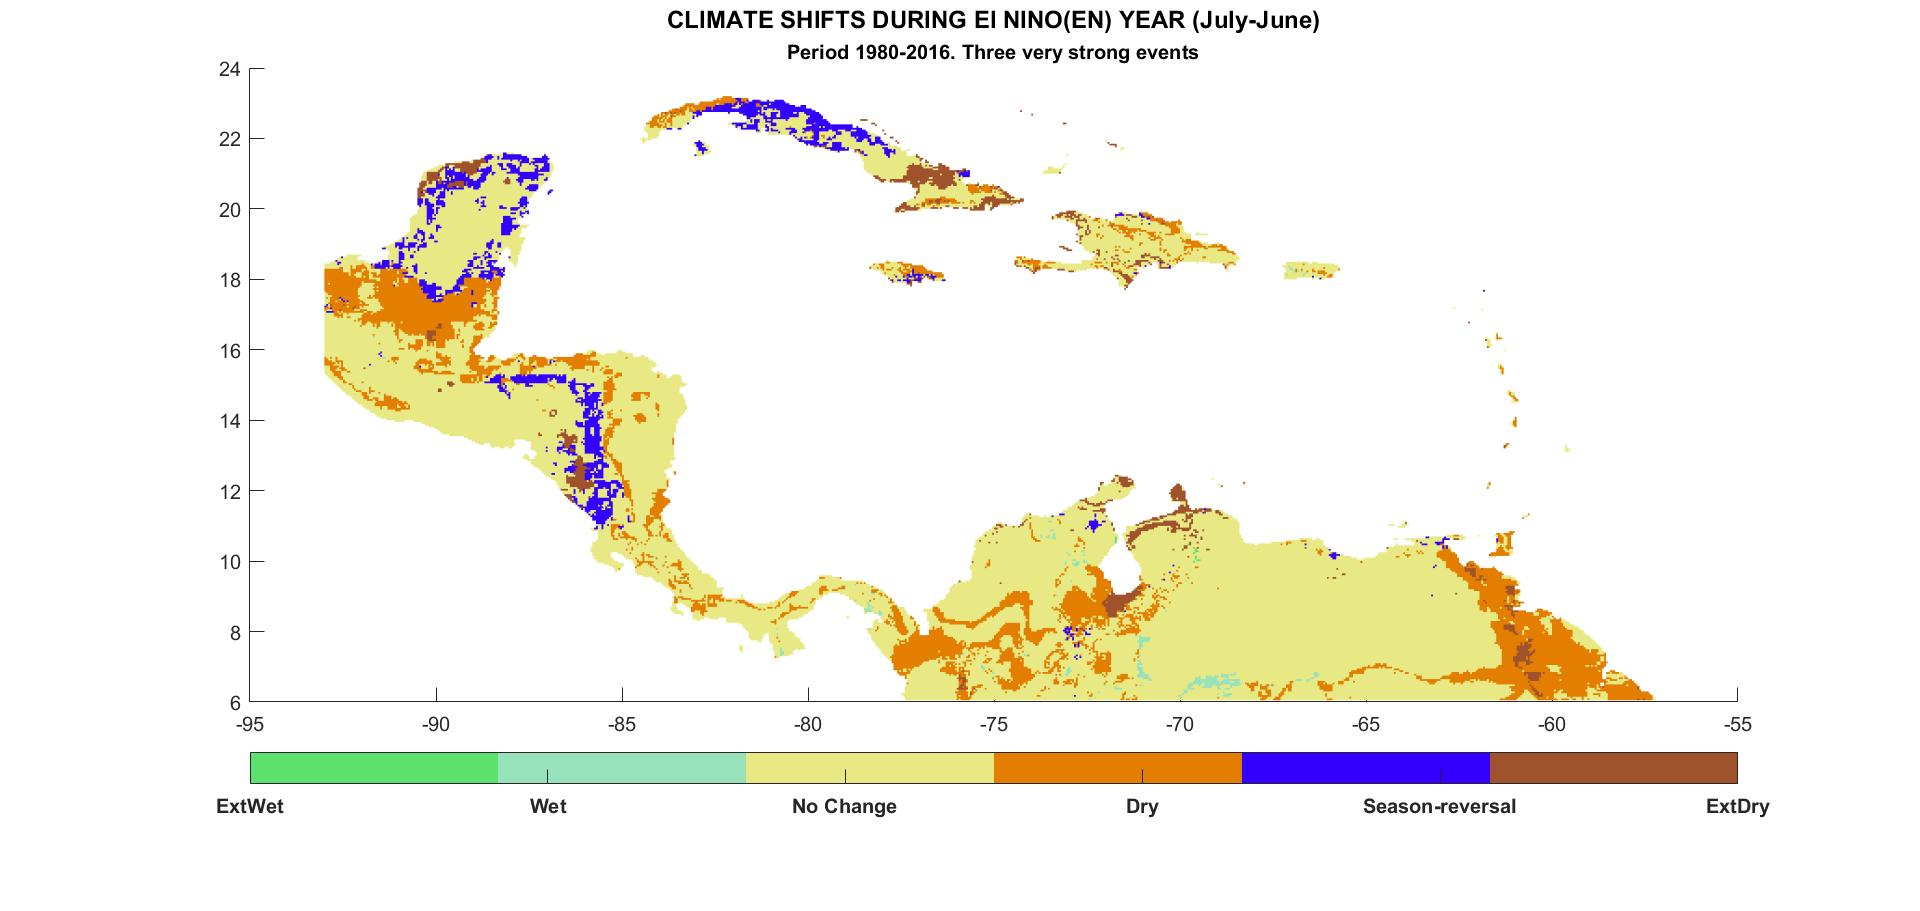 CLIMATE SHIFTS DURING El NINO(EN) YEAR (July-June)
Period 1980-2016. Three very strong events
24
22
20
18
16
14
12
10
8
6
-95 -90 -85 -80 -75 -70 -65 -60 -55
ExtWet Wet No Change Dry Season-reversal ExtDry